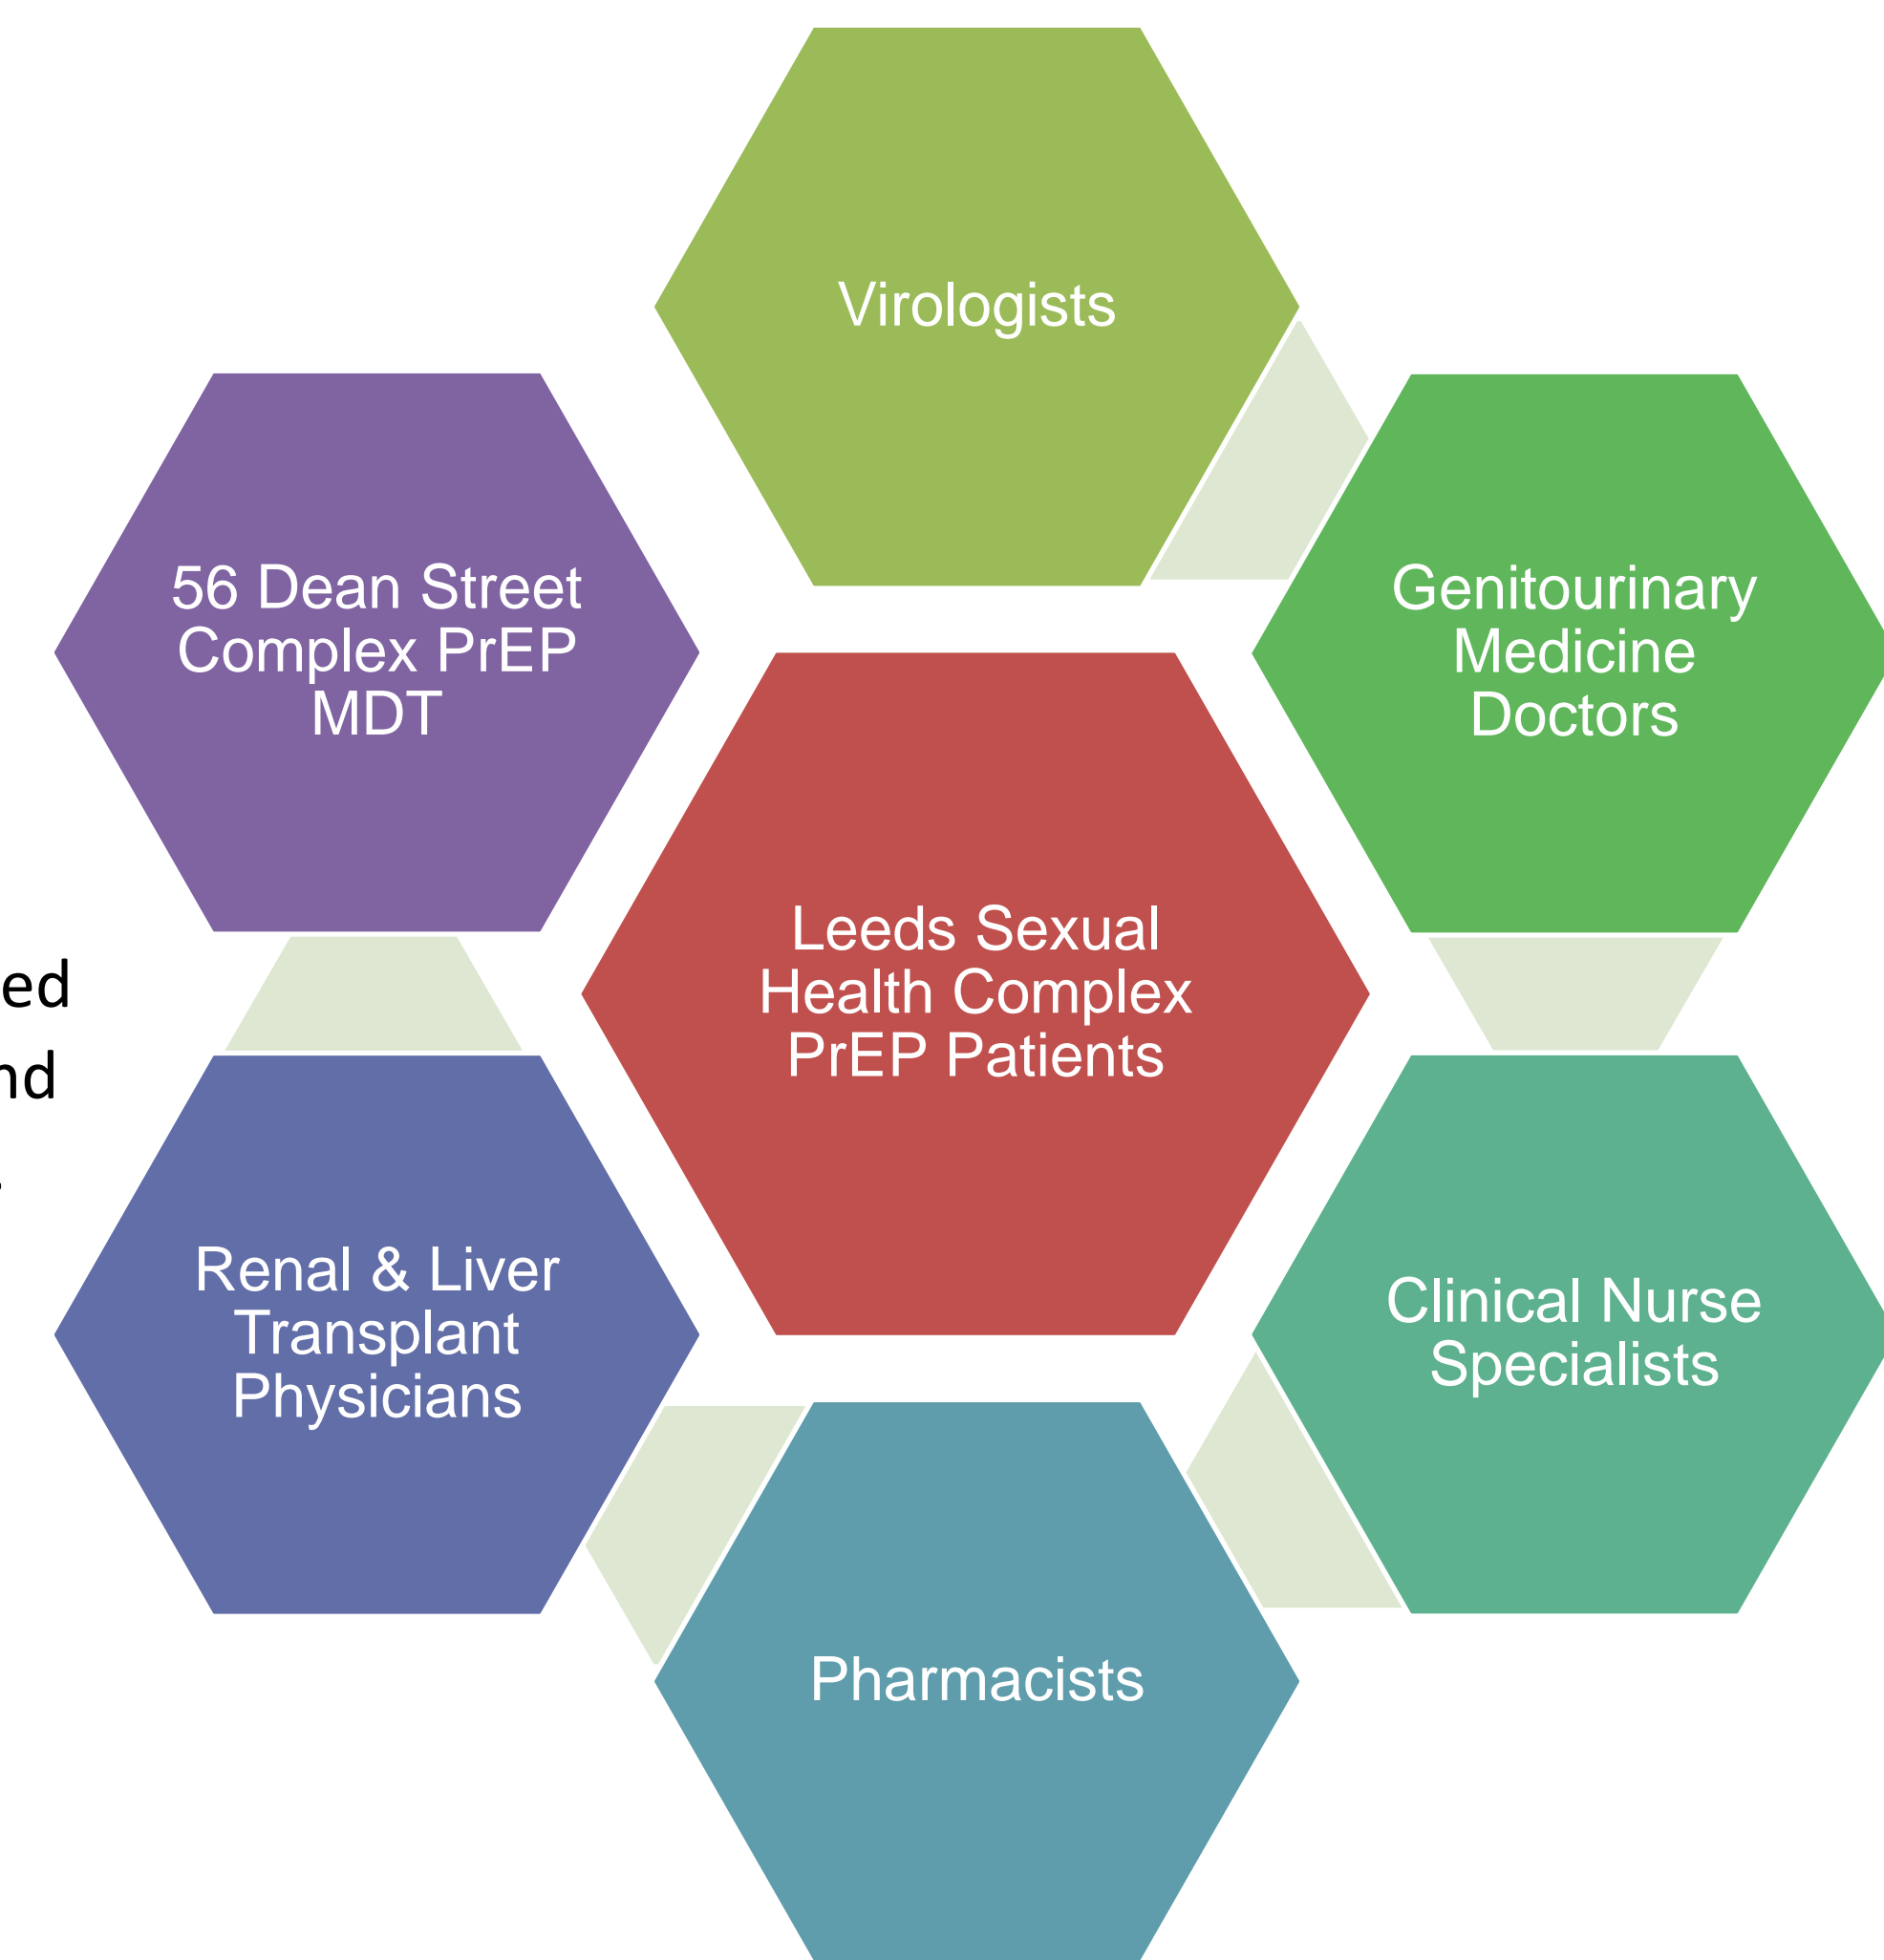 Virologists
56 Dean Street
Complex PrEP
MDT
Genitourinary
Medicine
Doctors
Leeds Sexual
Health Complex
PrEP Patients
ed
nd
Renal & Liver
Transplant
Physicians
Clinical Nurse
Specialists
Pharmacists